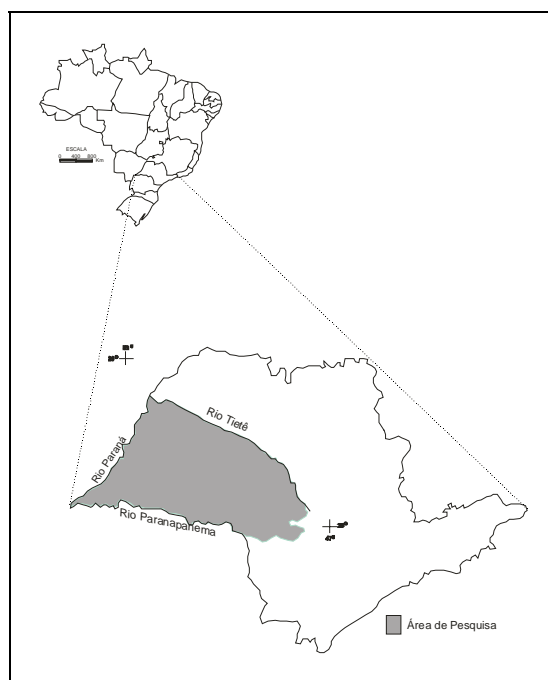 ESCALA
0 400 800
Km
Rio Tietê
Rio Paraná
Rio Paranapanema
Área de Pesquisa